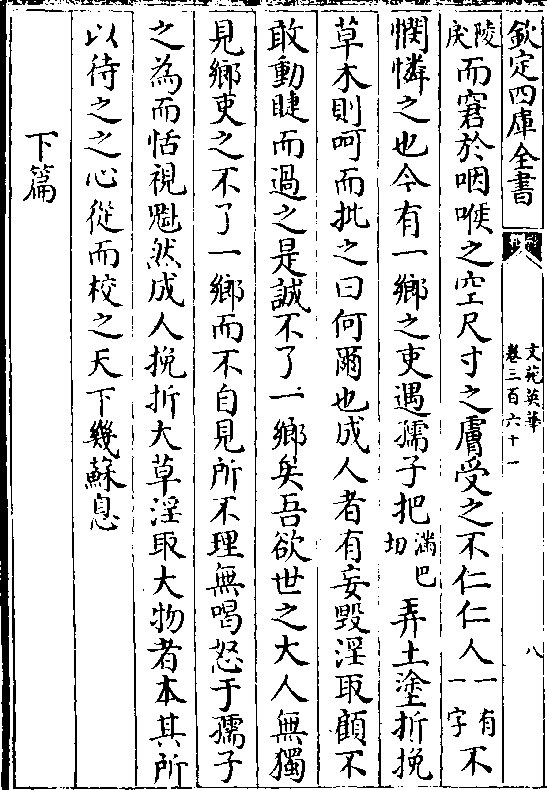 欽定四庫全書
文苑英華
卷三百六十一
八
陵戾而窘於咽喉之空尺寸之膚受之不仁仁人一有一字不
憫憐之也今有一鄉之吏遇孺子把滿巴切弄土塗折挽
草木則呵而批之曰何爾也成人者有妄毀淫取顧不
敢動睫而過之是誠不了一鄉矣吾欲世之大人無獨
見鄉吏之不了一鄉而不自見所不理無喝怒于孺子
之為而恬視魁然成人挽折大草淫取大物者本其所
以待之之心從而校之天下幾蘇息
下篇